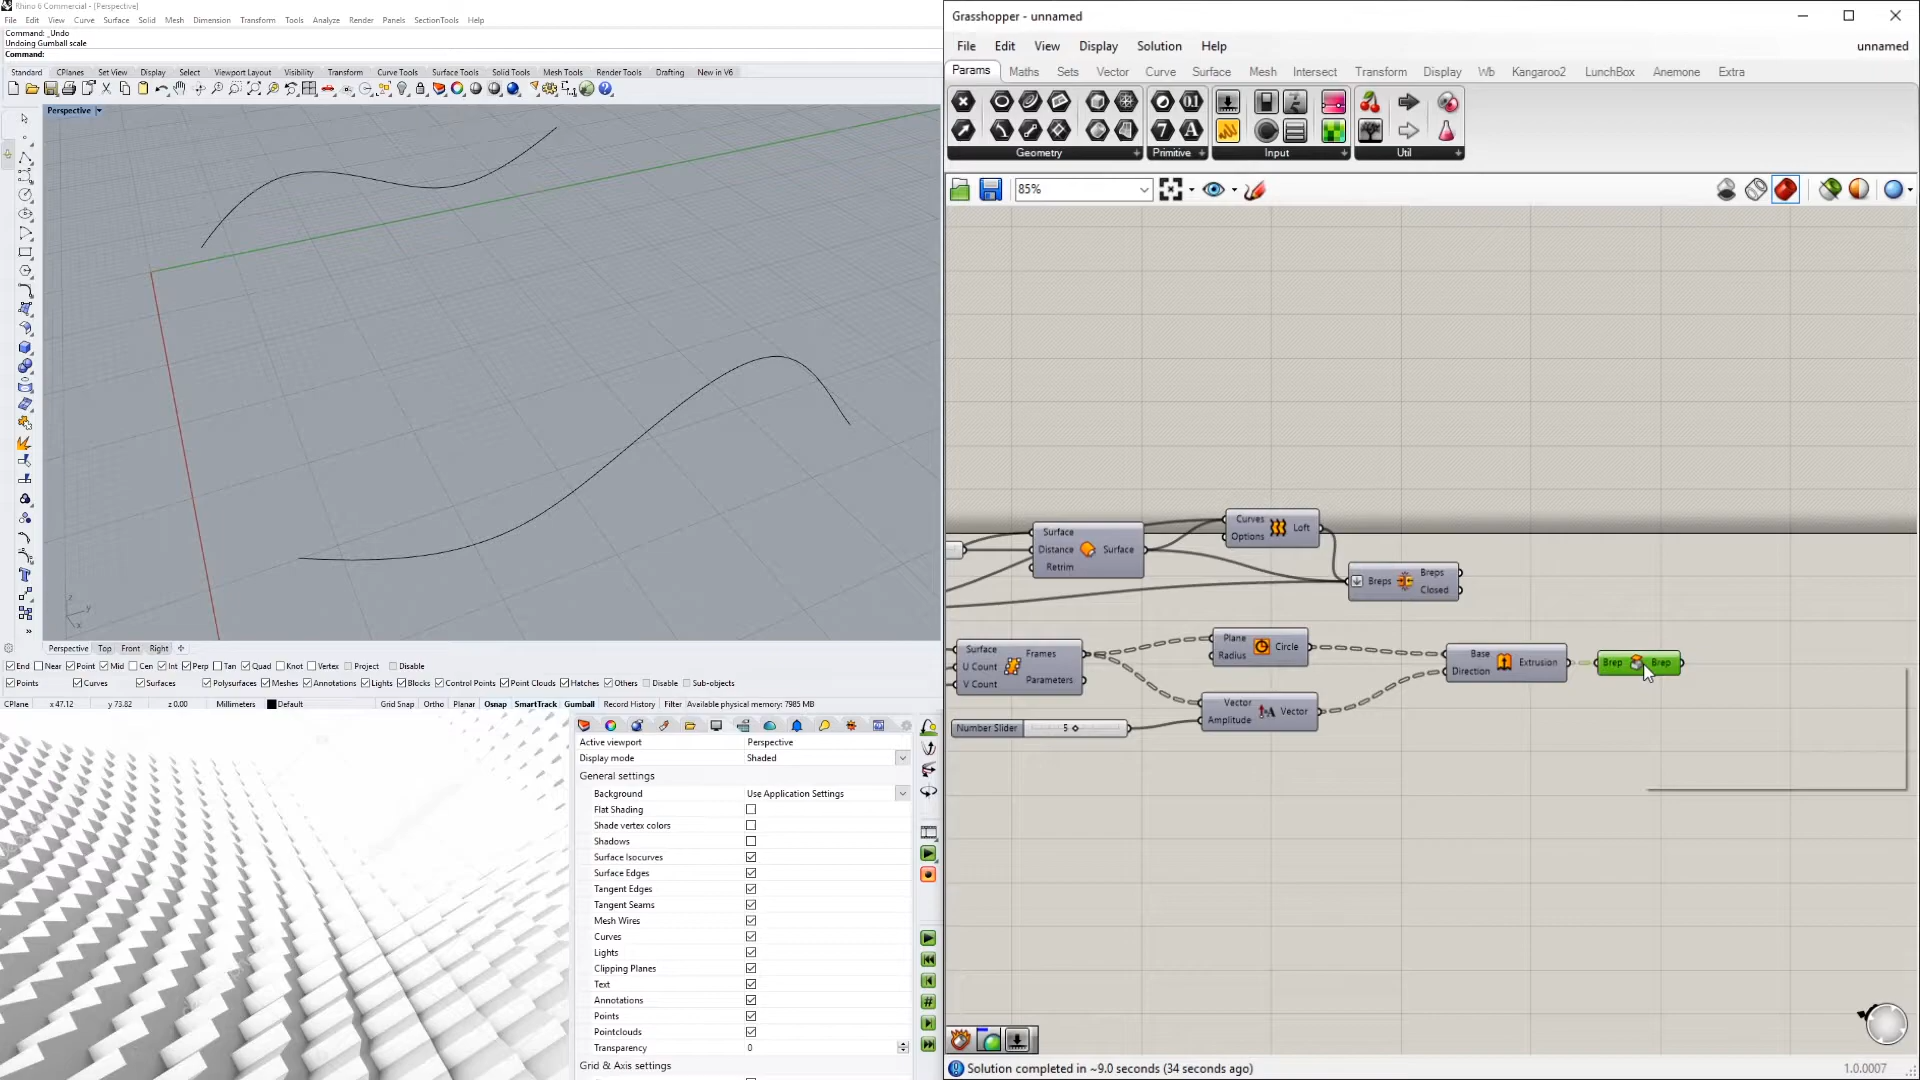 Rhino 6 Commercial - [Perspective]
File Edit View Curve Surface Solid Mesh Dimension Transform Tools Analyze Render Panels SectionTools Help
Command: _Undo
Undoing Gumball scale
Command:
Standard CPlanes Set View Display Select Viewport Layout Visibility Transform Curve Tools Surface Tools Solid Tools Mesh Tools Render Tools Drafting New in V6
Perspective
z
y
x
Perspective Top Front Right
End Near Point Mid Cen Int Perp Tan Quad Knot Vertex Project Disable
Points Curves Surfaces Polysurfaces Meshes Annotations Lights Blocks Control Points Point Clouds Hatches Others Disable Sub-objects
CPlane x 47.12 y 73.82 z 0.00 Millimeters Default Grid Snap Ortho Planar Osnap SmartTrack Gumball Record History Filter Available physical memory: 7985 MB
Active viewport Perspective
Display mode Shaded
General settings
Background Use Application Settings
Flat Shading
Shade vertex colors
Shadows
Surface Isocurves
Surface Edges
Tangent Edges
Tangent Seams
Mesh Wires
Curves
Lights
Clipping Planes
Text
Annotations
Points
Pointclouds
Transparency 0
Grid & Axis settings
Grasshopper - unnamed
File Edit View Display Solution Help unnamed
Params Maths Sets Vector Curve Surface Mesh Intersect Transform Display Wb Kangaroo2 LunchBox Anemone Extra
Geometry Primitive Input Util
85%
Surface
Distance Surface
Retrim
Curves
Options
Loft
Breps
Breps
Closed
Surface
U Count
V Count
Frames
Parameters
Plane
Radius
Circle
Base
Direction
Extrusion
Brep Brep
Vector
Amplitude
Vector
Number Slider 5
Solution completed in ~9.0 seconds (34 seconds ago)
1.0.0007